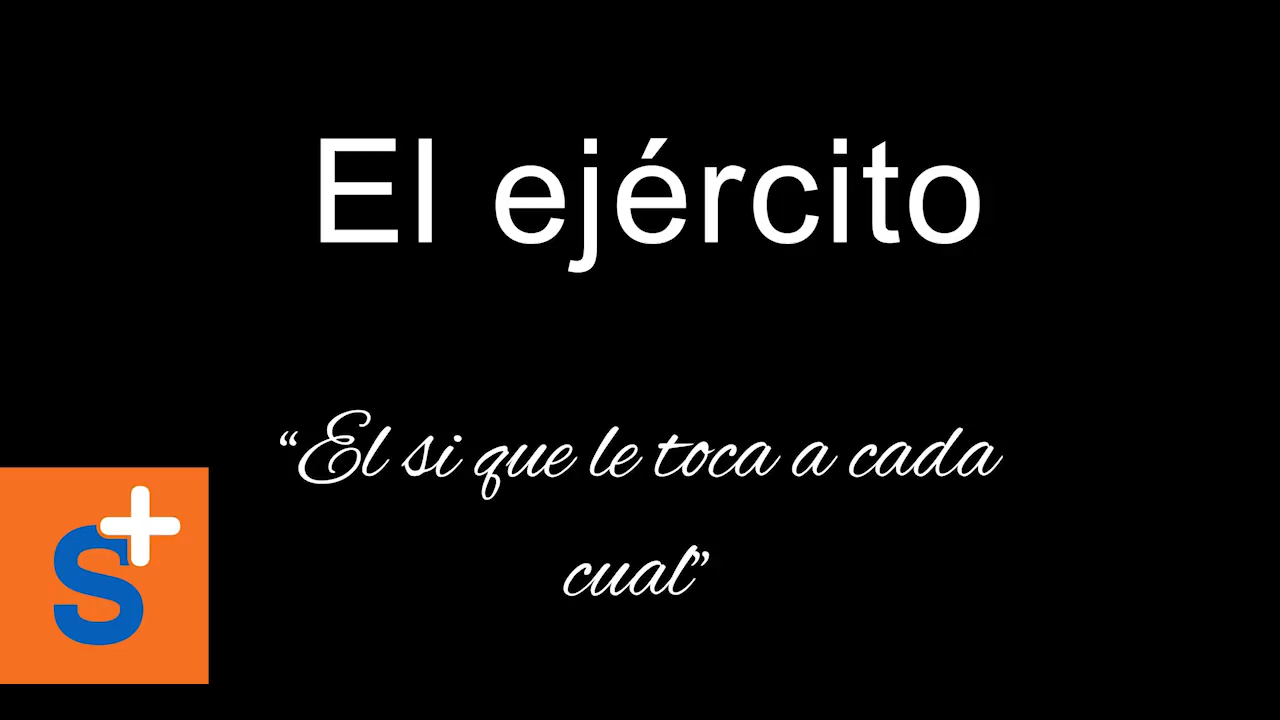 El ejército
“El si que le toca a cada
cual”
S+